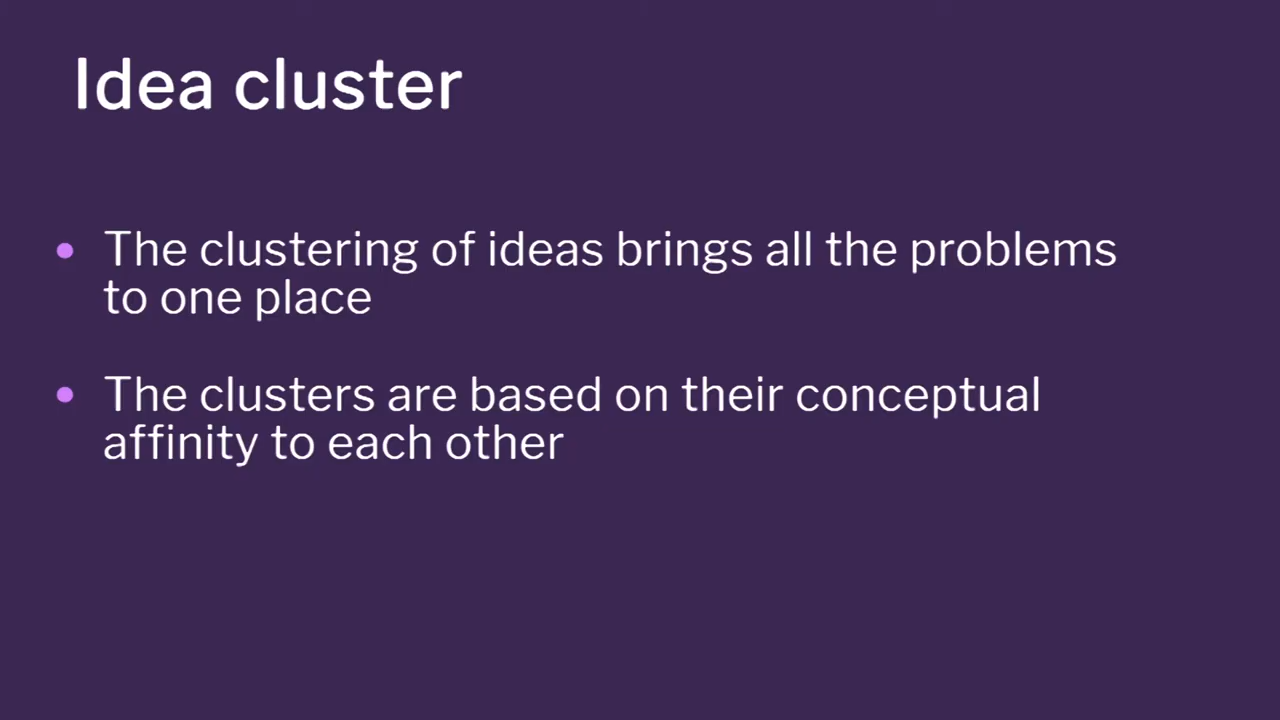 Idea cluster
• The clustering of ideas brings all the problems
to one place
• The clusters are based on their conceptual
affinity to each other